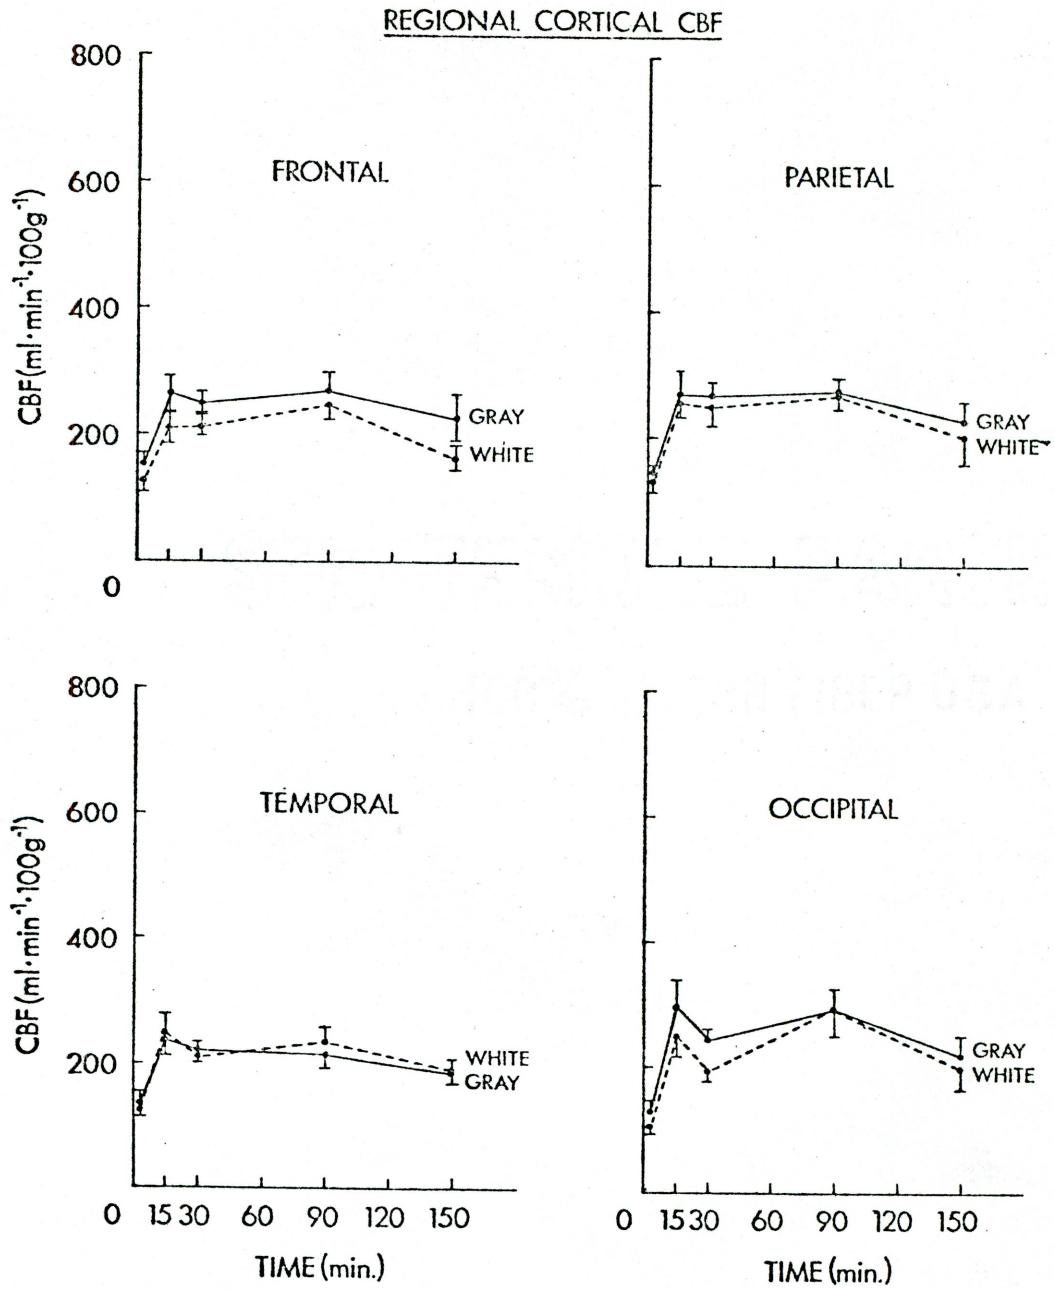 REGIONAL CORTICAL CBF
800
600
400
200
0
CBF(ml·min⁻¹·100g⁻¹)
FRONTAL
GRAY
WHITE
PARIETAL
GRAY
WHITE
800
600
400
200
0
CBF(ml·min⁻¹·100g⁻¹)
TEMPORAL
WHITE
GRAY
15 30 60 90 120 150
TIME (min.)
OCCIPITAL
GRAY
WHITE
0 15 30 60 90 120 150
TIME (min.)